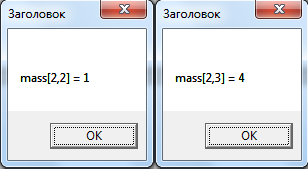 Заголовок
mass[2,2] = 1
OK
Заголовок
mass[2,3] = 4
OK